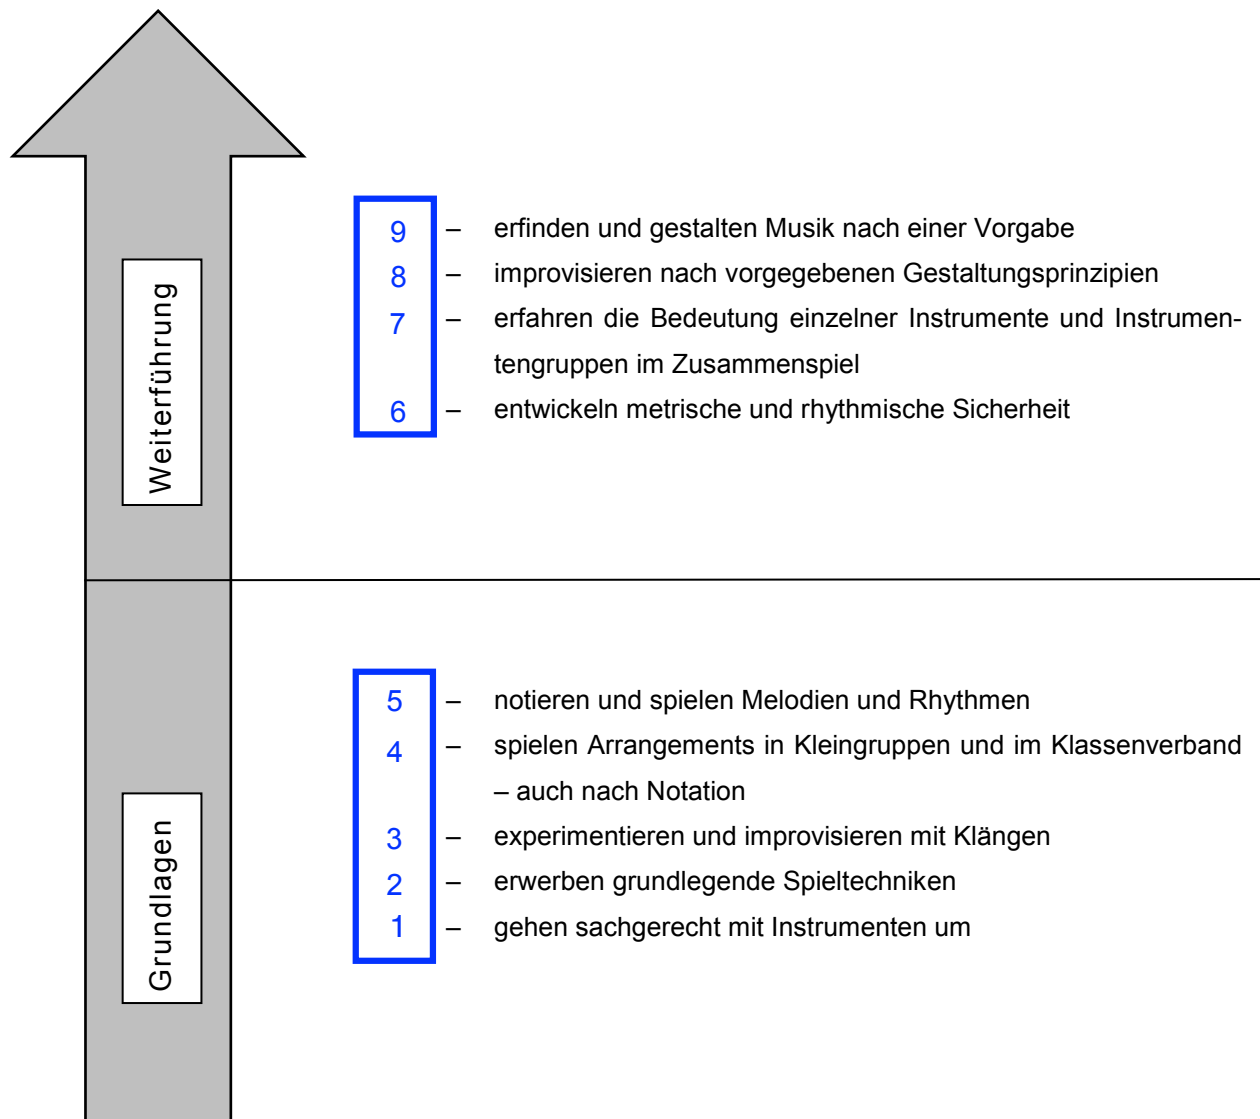 Weiterführung
9 – erfinden und gestalten Musik nach einer Vorgabe
8 – improvisieren nach vorgegebenen Gestaltungsprinzipien
7 – erfahren die Bedeutung einzelner Instrumente und Instrumen-
tengruppen im Zusammenspiel
6 – entwickeln metrische und rhythmische Sicherheit
Grundlagen
5 – notieren und spielen Melodien und Rhythmen
4 – spielen Arrangements in Kleingruppen und im Klassenverband
– auch nach Notation
3 – experimentieren und improvisieren mit Klängen
2 – erwerben grundlegende Spieltechniken
1 – gehen sachgerecht mit Instrumenten um